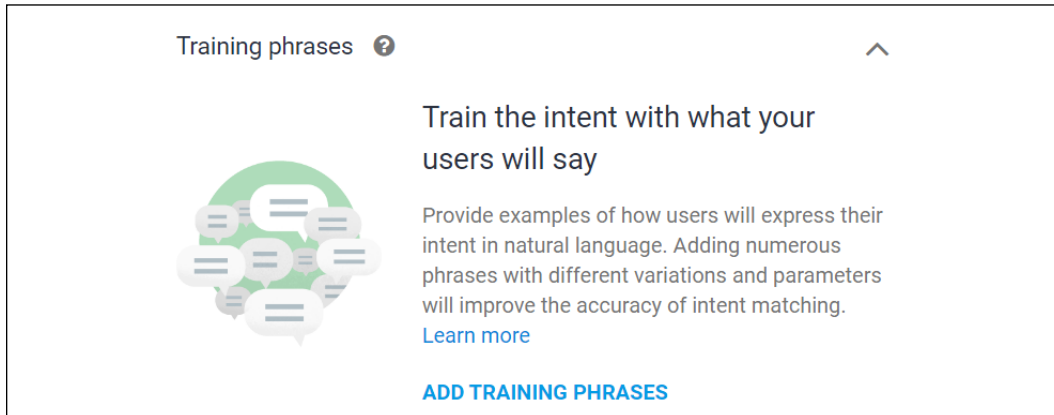 Training phrases
Train the intent with what your
users will say
Provide examples of how users will express their
intent in natural language. Adding numerous
phrases with different variations and parameters
will improve the accuracy of intent matching.
Learn more
ADD TRAINING PHRASES